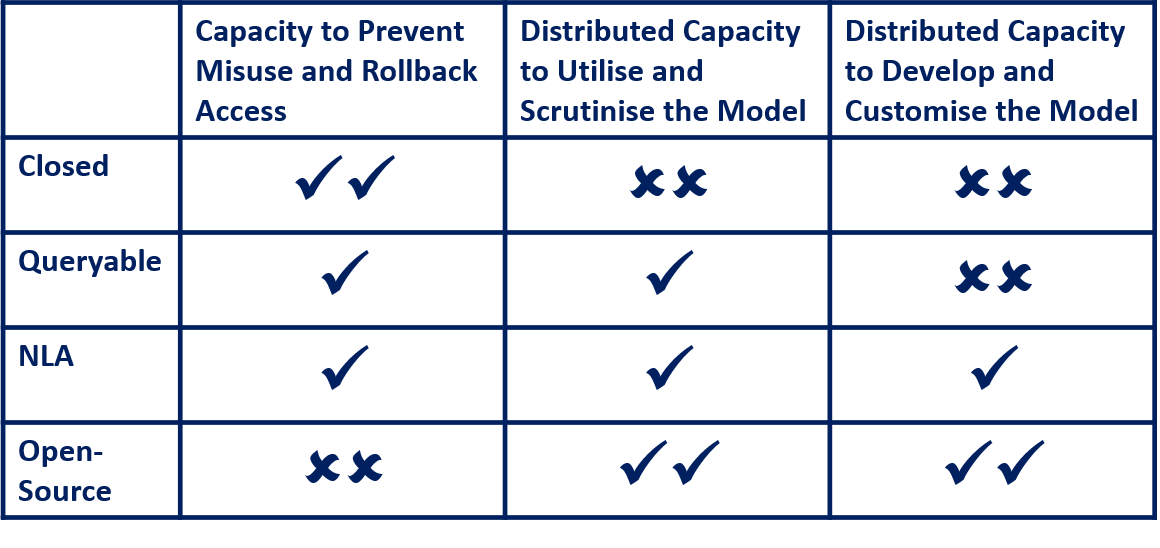 Capacity to Prevent
Misuse and Rollback
Access
Distributed Capacity
to Utilise and
Scrutinise the Model
Distributed Capacity
to Develop and
Customise the Model
Closed
✓✓
✘✘
✘✘
Queryable
✓
✓
✘✘
NLA
✓
✓
✓
Open-
Source
✘✘
✓✓
✓✓